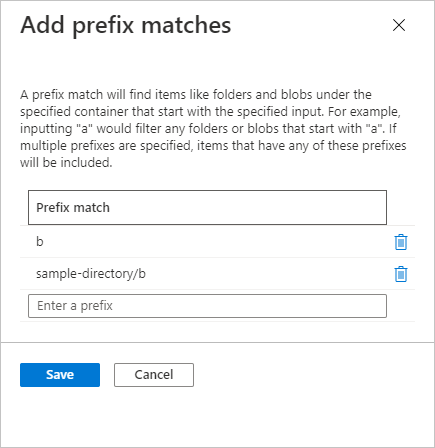 Add prefix matches
A prefix match will find items like folders and blobs under the
specified container that start with the specified input. For example,
inputting "a" would filter any folders or blobs that start with "a". If
multiple prefixes are specified, items that have any of these prefixes
will be included.
Prefix match
b
sample-directory/b
Enter a prefix
Save Cancel